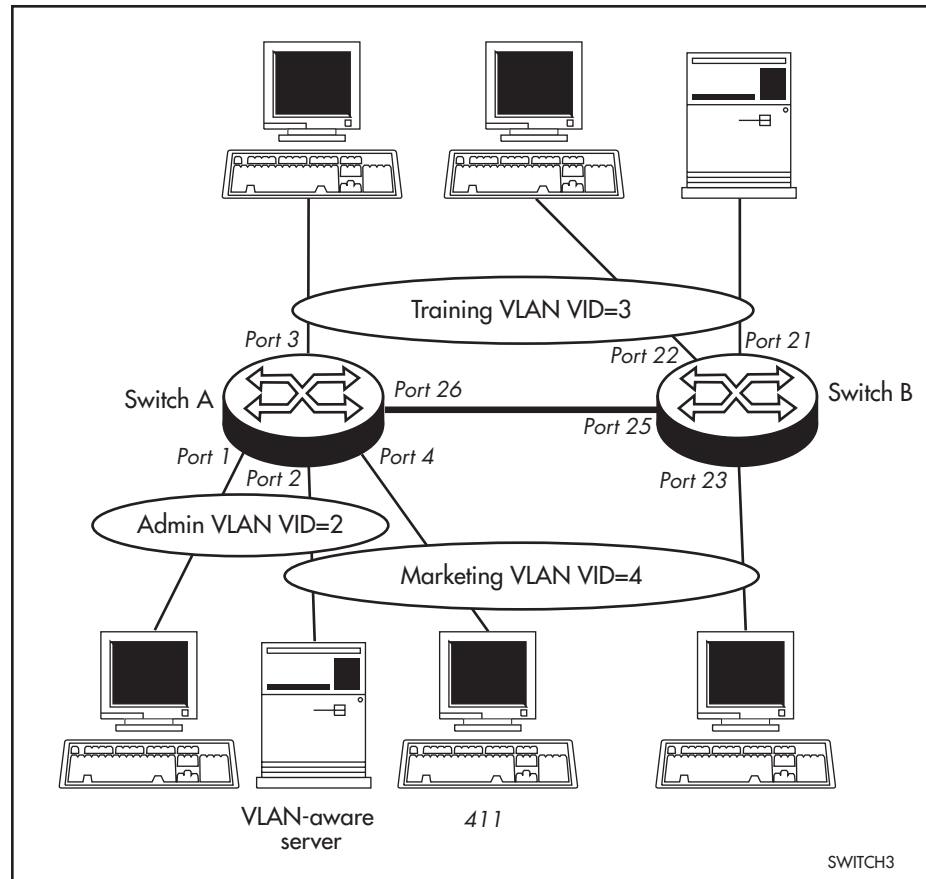 Training VLAN VID=3
Port 3
Port 22
Port 21
Switch A
Port 26
Port 25
Switch B
Port 1
Port 2
Port 4
Port 23
Admin VLAN VID=2
Marketing VLAN VID=4
VLAN-aware
server
411
SWITCH3